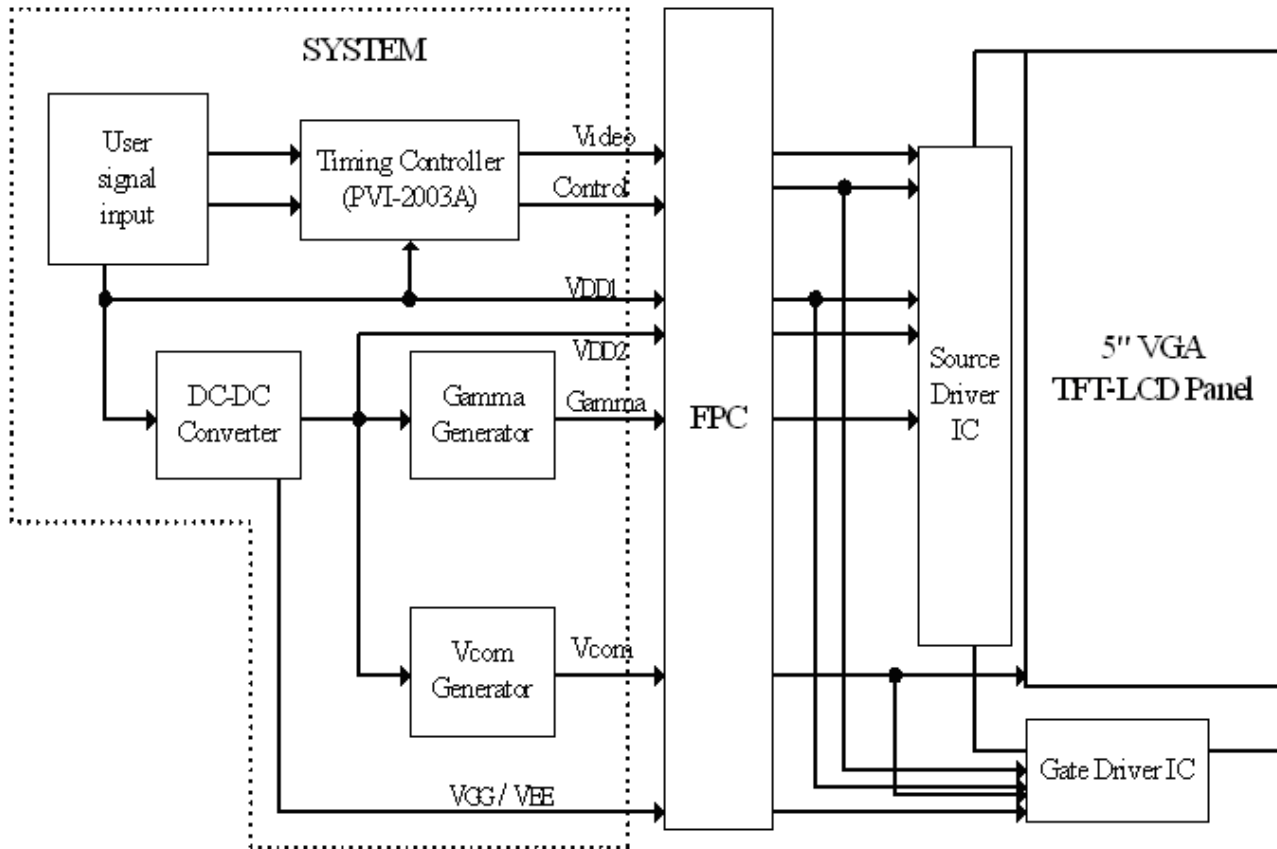 SYSTEM
User
signal
input
Timing Controller
(PVI-2003A)
Video
Control
VDD1
VDD2
DC-DC
Converter
Gamma
Generator
Gamma
Vcom
Generator
Vcom
VGG / VEE
FPC
Source
Driver
IC
5" VGA
TFT-LCD Panel
Gate Driver IC